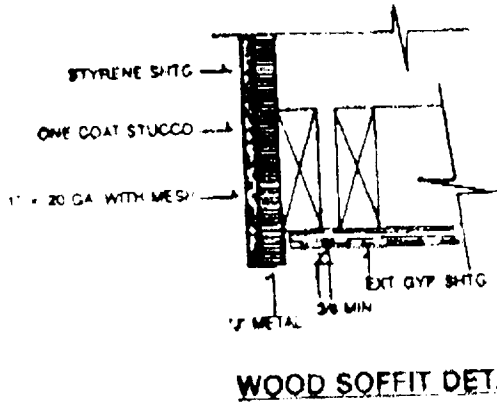 STYRENE SHTG
ONE COAT STUCCO
1" x 20 GA WITH MESH
EXT GYP SHTG
3/8 MIN
"J" METAL
WOOD SOFFIT DET